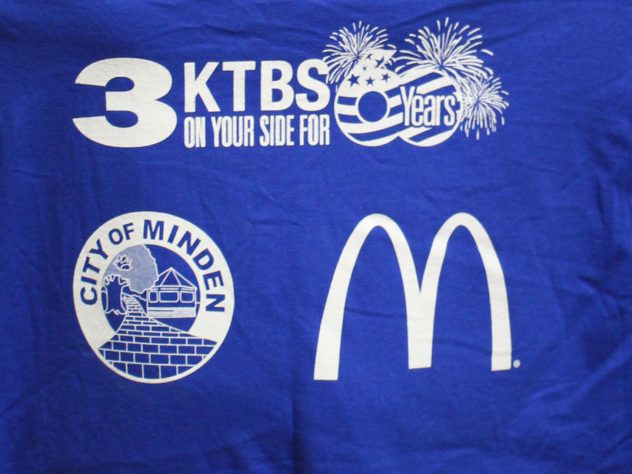 3 KTBS
ON YOUR SIDE FOR 60 Years
CITY OF MINDEN
M